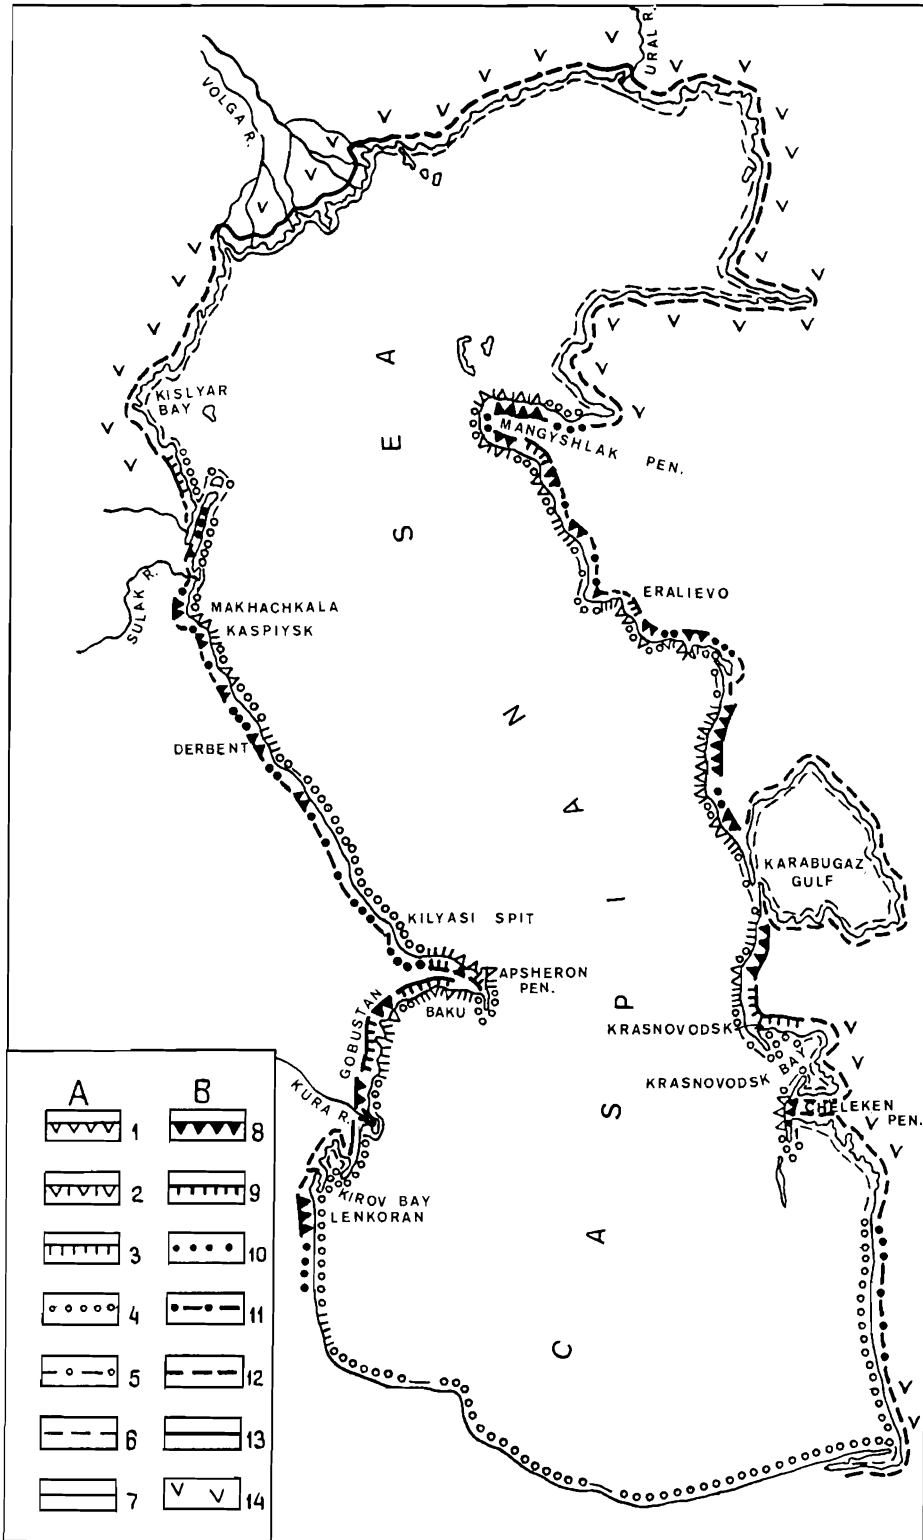 URAL R.
VOLGA R.
KISLYAR
BAY
MANGYSHLAK PEN.
SULAK R.
MAKHACHKALA
KASPIYSK
ERALIEVO
DERBENT
CASPIAN SEA
KARABUGAZ
GULF
KILYASI SPIT
APSHERON
PEN.
BAKU
GOBUSTAN
KRASNOVODSK
KRASNOVODSK BAY
KURA R.
CHELEKEN
PEN.
KIROV BAY
LENKORAN
A B
1 8
2 9
3 10
4 11
5 12
6 13
7 14